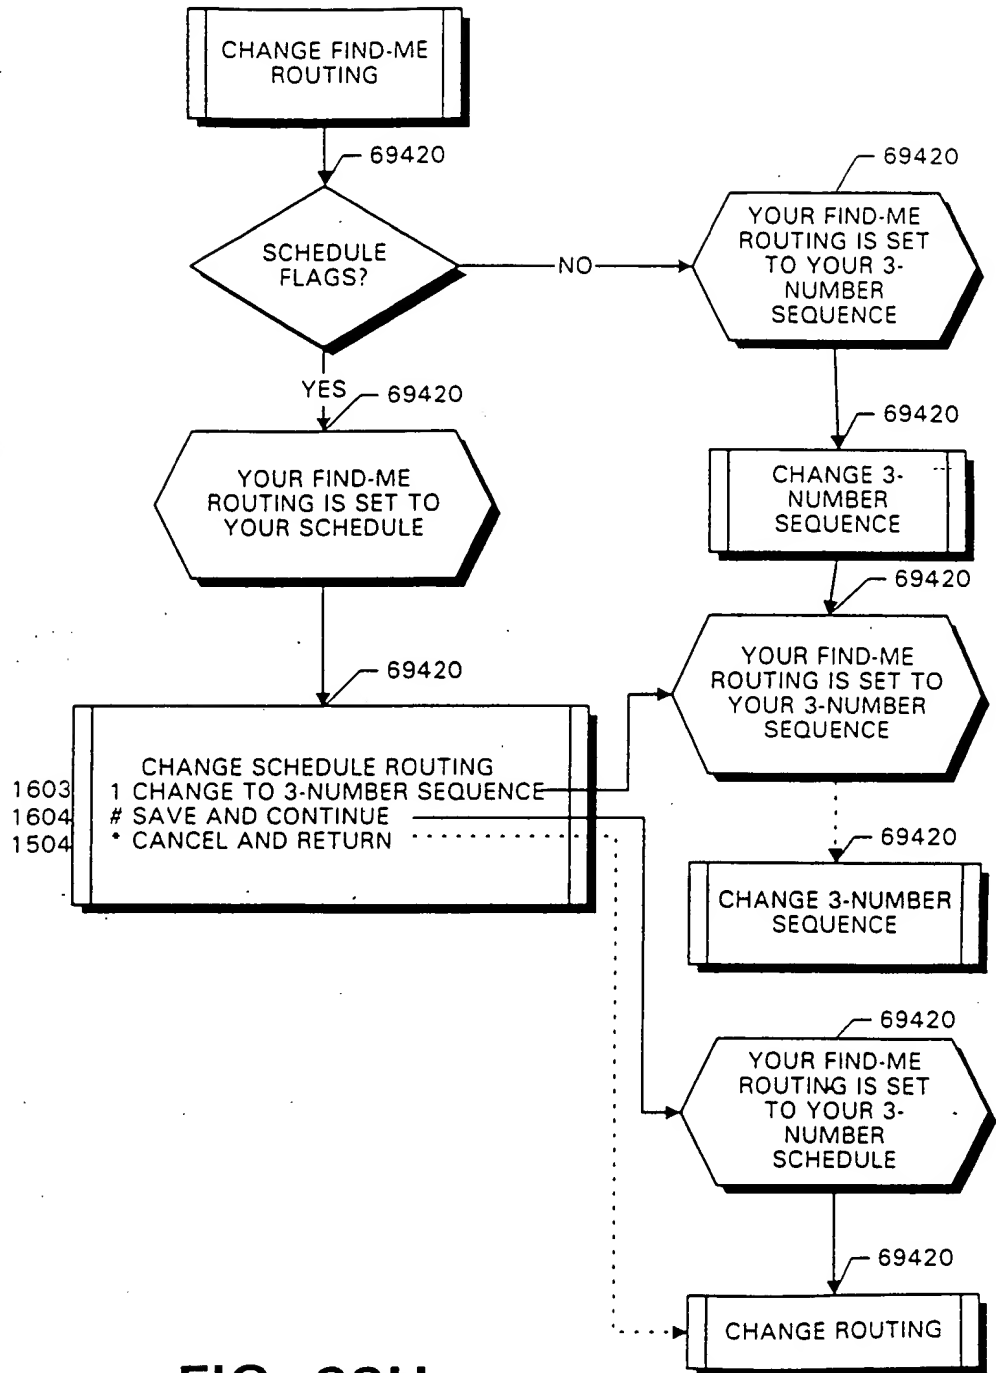 CHANGE FIND-ME
ROUTING
69420
SCHEDULE
FLAGS?
NO
69420
YOUR FIND-ME
ROUTING IS SET
TO YOUR 3-
NUMBER
SEQUENCE
YES
69420
YOUR FIND-ME
ROUTING IS SET TO
YOUR SCHEDULE
69420
CHANGE 3-
NUMBER
SEQUENCE
69420
YOUR FIND-ME
ROUTING IS SET TO
YOUR 3-NUMBER
SEQUENCE
69420
CHANGE SCHEDULE ROUTING
1603 1 CHANGE TO 3-NUMBER SEQUENCE
1604 # SAVE AND CONTINUE
1504 * CANCEL AND RETURN
69420
CHANGE 3-NUMBER
SEQUENCE
69420
YOUR FIND-ME
ROUTING IS SET
TO YOUR 3-
NUMBER
SCHEDULE
69420
CHANGE ROUTING